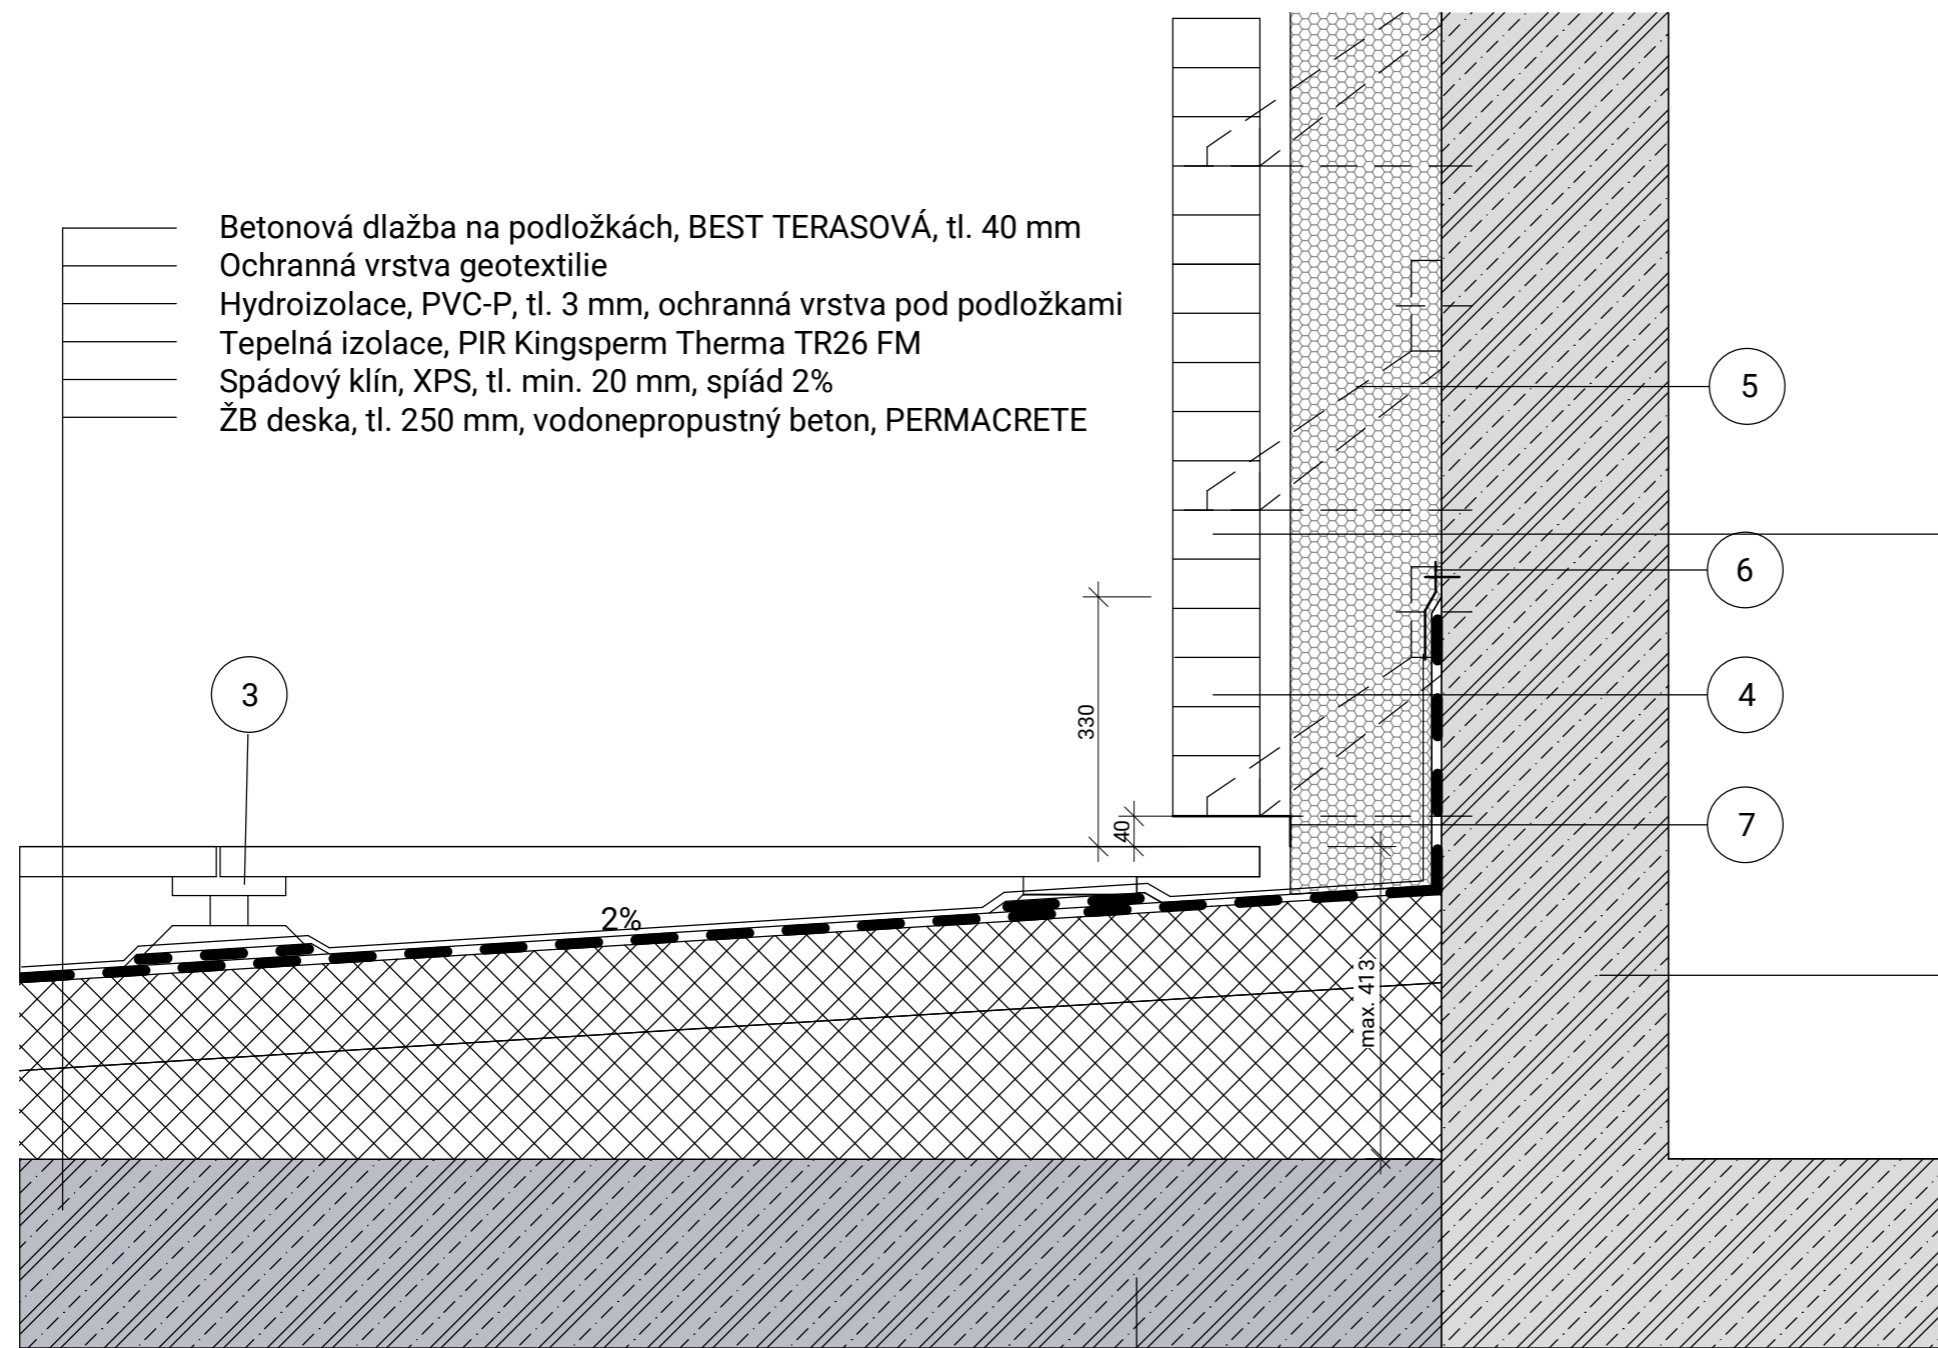 Betonová dlažba na podložkách, BEST TERASOVÁ, tl. 40 mm
Ochranná vrstva geotextilie
Hydroizolace, PVC-P, tl. 3 mm, ochranná vrstva pod podložkami
Tepelná izolace, PIR Kingsperm Therma TR26 FM
Spádový klín, XPS, tl. min. 20 mm, spíád 2%
ŽB deska, tl. 250 mm, vodonepropustný beton, PERMACRETE
5
6
3
4
330
40
7
2%
max. 413